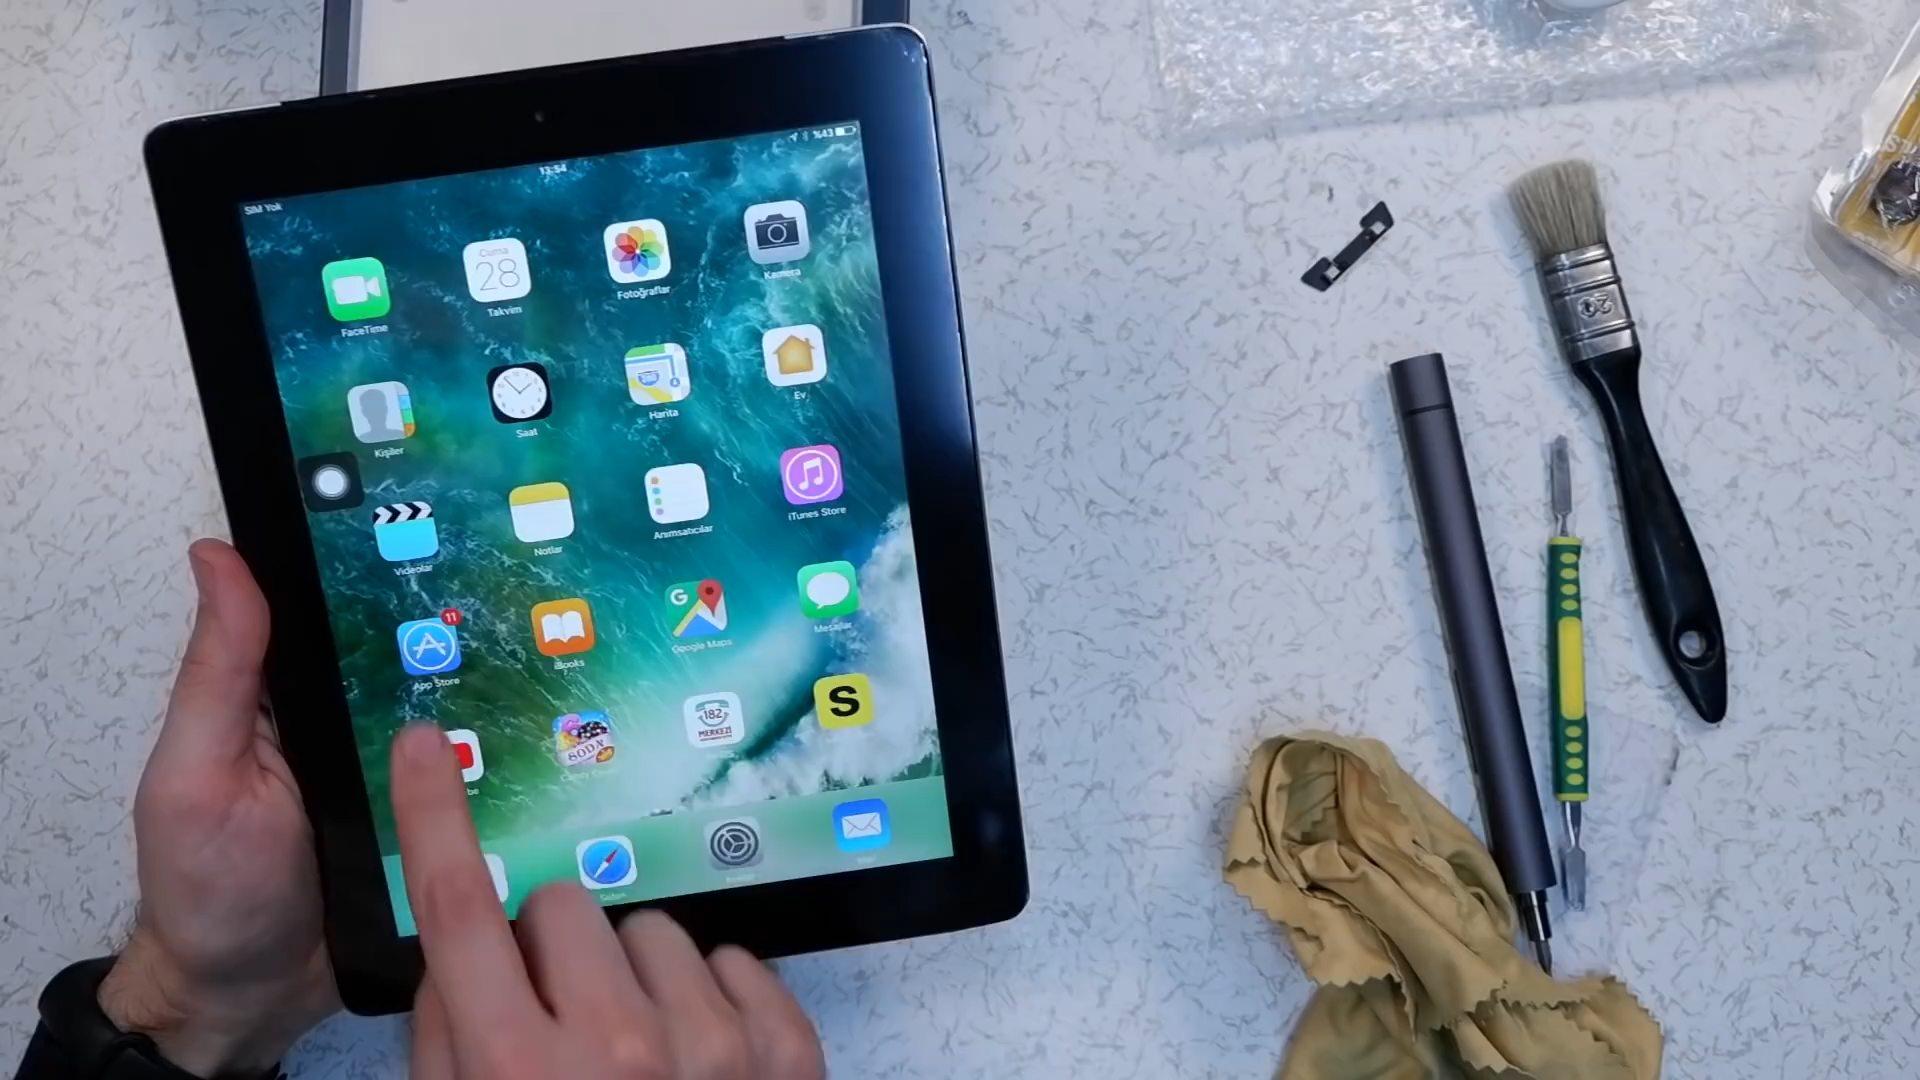 SIM Yok
13:54
%43
FaceTime
Cuma
28
Takvim
Fotoğraflar
Kamera
Kişiler
Saat
Harita
Ev
Videolar
Notlar
Anımsatıcılar
iTunes Store
11
App Store
iBooks
G
Google Maps
Mesajlar
SODA
182
MERKEZİ
S
Safari
20